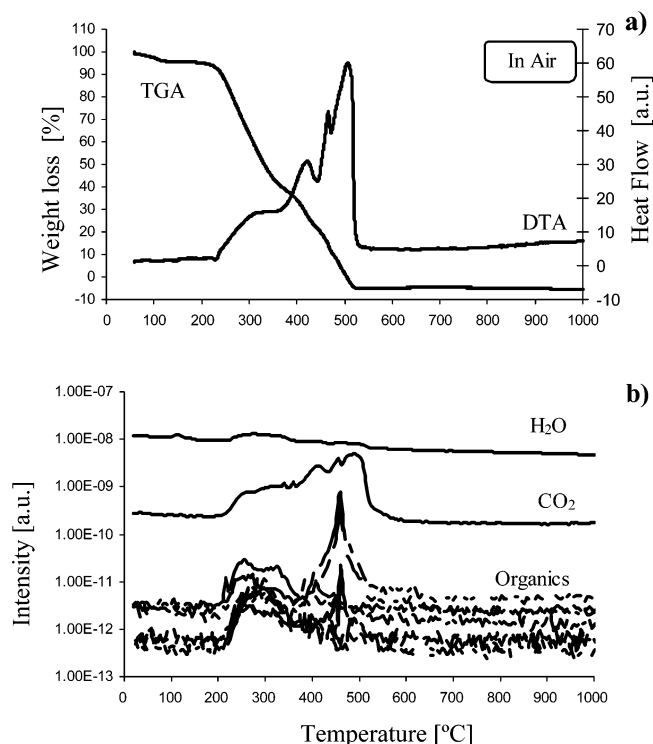 a)
In Air
TGA
DTA
Weight loss [%]
110
100
90
80
70
60
50
40
30
20
10
0
-10
Heat Flow [a.u.]
70
60
50
40
30
20
10
0
-10
0 100 200 300 400 500 600 700 800 900 1000
b)
H₂O
CO₂
Organics
Intensity [a.u.]
1.00E-07
1.00E-08
1.00E-09
1.00E-10
1.00E-11
1.00E-12
1.00E-13
0 100 200 300 400 500 600 700 800 900 1000
Temperature [ºC]